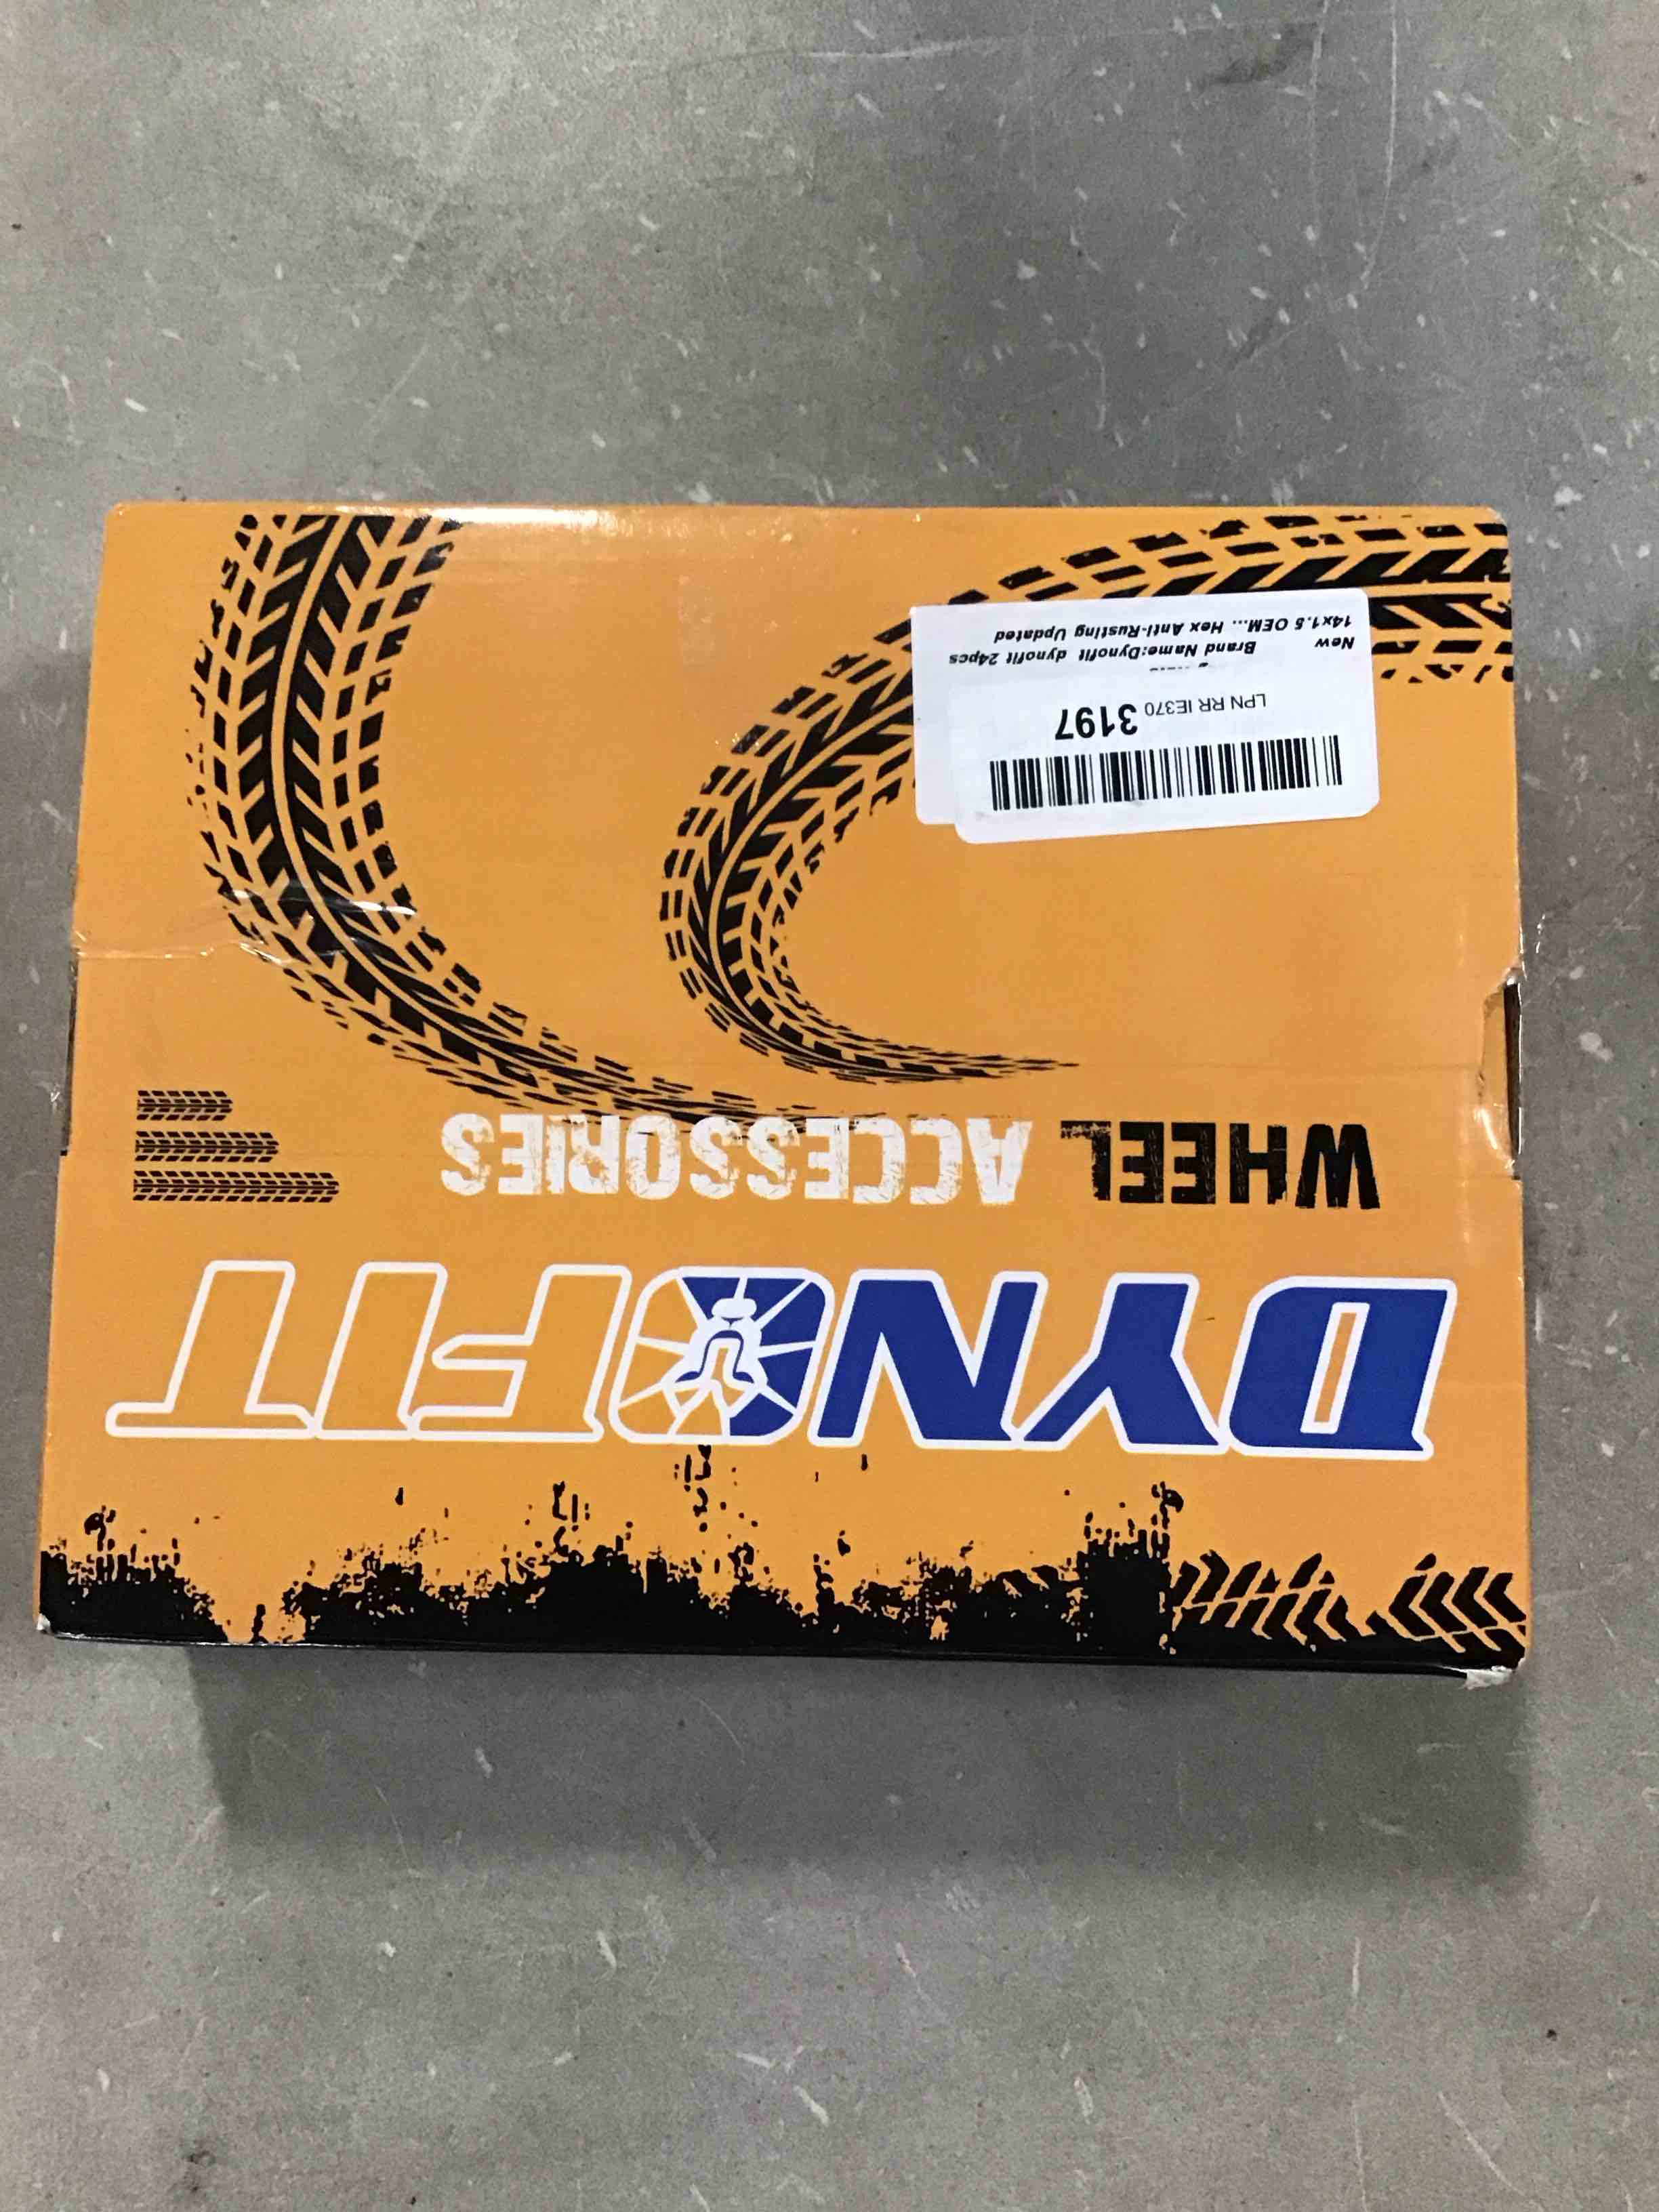 DYNOFIT
WHEEL ACCESSORIES
LPN RR IE370 3197
New Brand Name:Dynofit dynofit 24pcs
14x1.5 OEM... Hex Anti-Rusting Updated